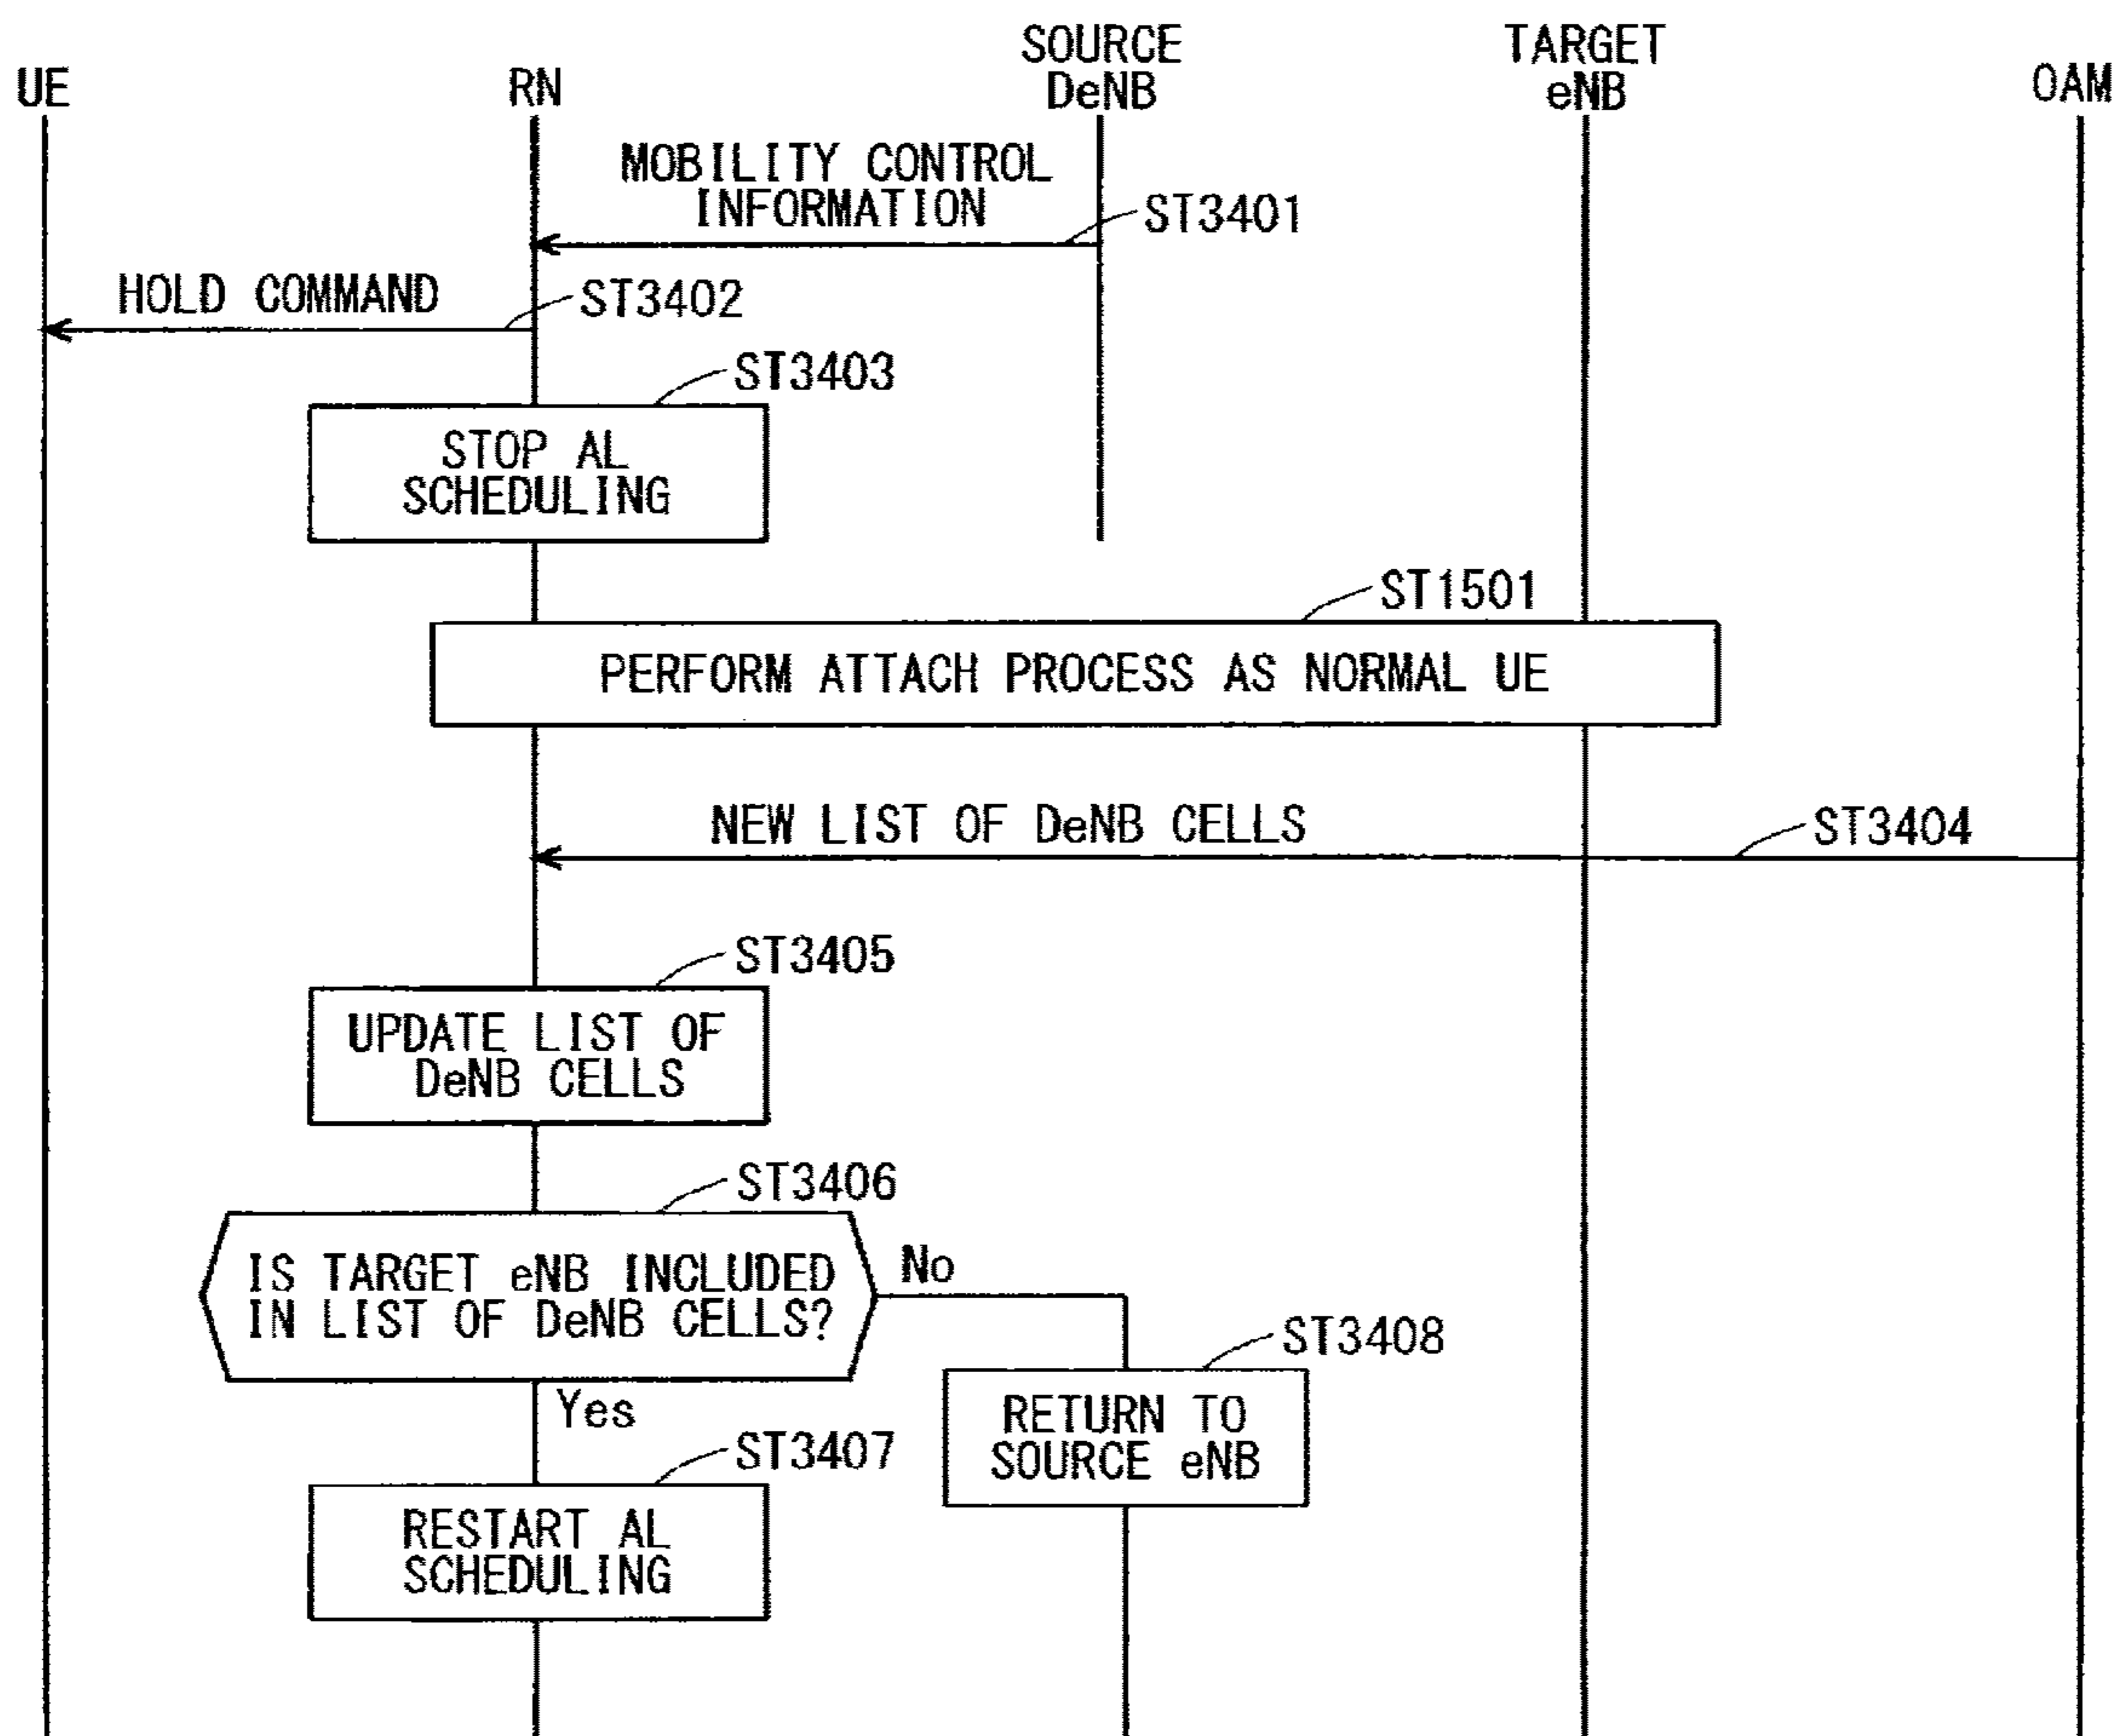 UE
RN
SOURCE
DeNB
TARGET
eNB
OAM
MOBILITY CONTROL
INFORMATION
ST3401
HOLD COMMAND
ST3402
ST3403
STOP AL
SCHEDULING
ST1501
PERFORM ATTACH PROCESS AS NORMAL UE
NEW LIST OF DeNB CELLS
ST3404
ST3405
UPDATE LIST OF
DeNB CELLS
ST3406
IS TARGET eNB INCLUDED
IN LIST OF DeNB CELLS?
No
ST3408
RETURN TO
SOURCE eNB
Yes
ST3407
RESTART AL
SCHEDULING